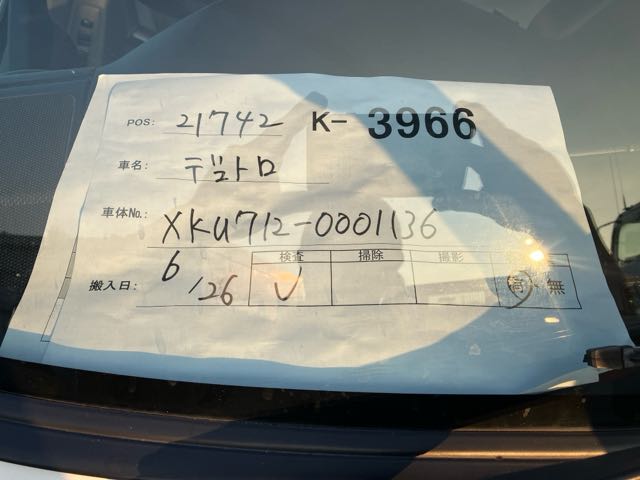 POS: 21742 K- 3966
車名: デュトロ
車体No.: XKU712-0001136
搬入日: 6/26
検査 掃除 撮影
無